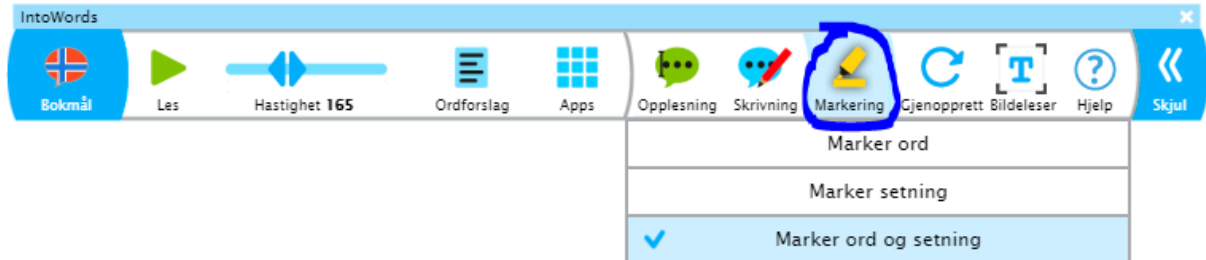 IntoWords
Bokmål Les Hastighet 165 Ordforslag Apps Opplesning Skrivning Markering Gjenopprett Bildeleser Hjelp Skjul
T ?
Marker ord
Marker setning
Marker ord og setning